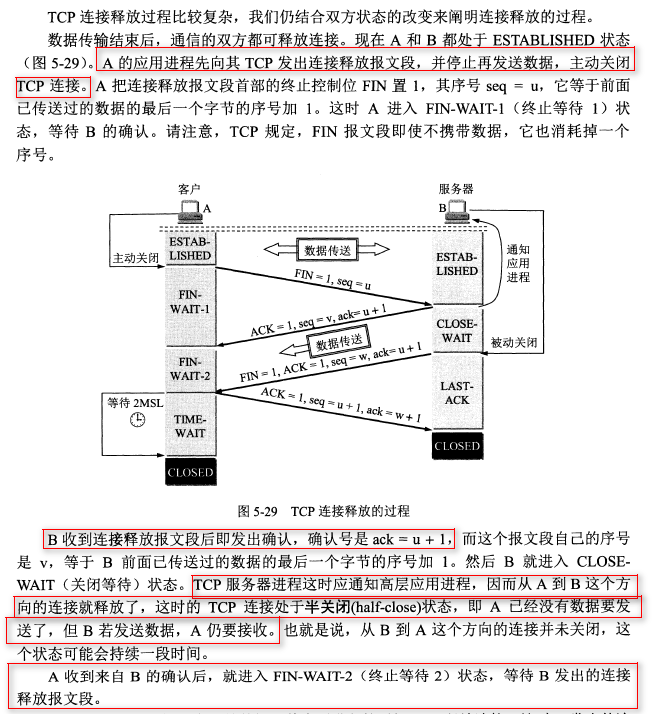 TCP 连接释放过程比较复杂，我们仍结合双方状态的改变来阐明连接释放的过程。
数据传输结束后，通信的双方都可释放连接。现在 A 和 B 都处于 ESTABLISHED 状态
（图 5-29）。A 的应用进程先向其 TCP 发出连接释放报文段，并停止再发送数据，主动关闭
TCP 连接。A 把连接释放报文段首部的终止控制位 FIN 置 1，其序号 seq = u，它等于前面
已传送过的数据的最后一个字节的序号加 1。这时 A 进入 FIN-WAIT-1（终止等待 1）状
态，等待 B 的确认。请注意，TCP 规定，FIN 报文段即使不携带数据，它也消耗掉一个
序号。
客户
服务器
A
B
ESTAB-
LISHED
数据传送
ESTAB-
LISHED
通知
应用
进程
主动关闭
FIN = 1, seq = u
FIN-
WAIT-1
ACK = 1, seq = v, ack= u + 1
CLOSE-
WAIT
数据传送
被动关闭
FIN-
WAIT-2
FIN = 1, ACK = 1, seq = w, ack= u + 1
LAST-
ACK
ACK = 1, seq = u + 1, ack = w + 1
等待 2MSL
TIME-
WAIT
CLOSED
CLOSED
图 5-29 TCP 连接释放的过程
B 收到连接释放报文段后即发出确认，确认号是 ack = u + 1，而这个报文段自己的序号
是 v，等于 B 前面已传送过的数据的最后一个字节的序号加 1。然后 B 就进入 CLOSE-
WAIT（关闭等待）状态。TCP 服务器进程这时应通知高层应用进程，因而从 A 到 B 这个方
向的连接就释放了，这时的 TCP 连接处于半关闭(half-close)状态，即 A 已经没有数据要发
送了，但 B 若发送数据，A 仍要接收。也就是说，从 B 到 A 这个方向的连接并未关闭，这
个状态可能会持续一段时间。
A 收到来自 B 的确认后，就进入 FIN-WAIT-2（终止等待 2）状态，等待 B 发出的连接
释放报文段。